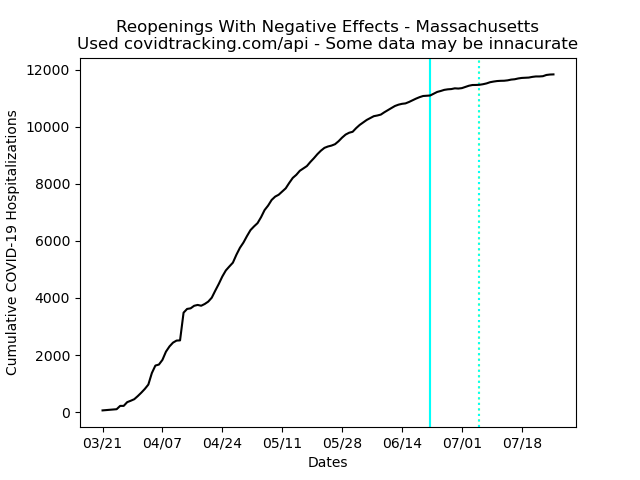 Reopenings With Negative Effects - Massachusetts
Used covidtracking.com/api - Some data may be innacurate
Cumulative COVID-19 Hospitalizations
12000
10000
8000
6000
4000
2000
0
03/21 04/07 04/24 05/11 05/28 06/14 07/01 07/18
Dates